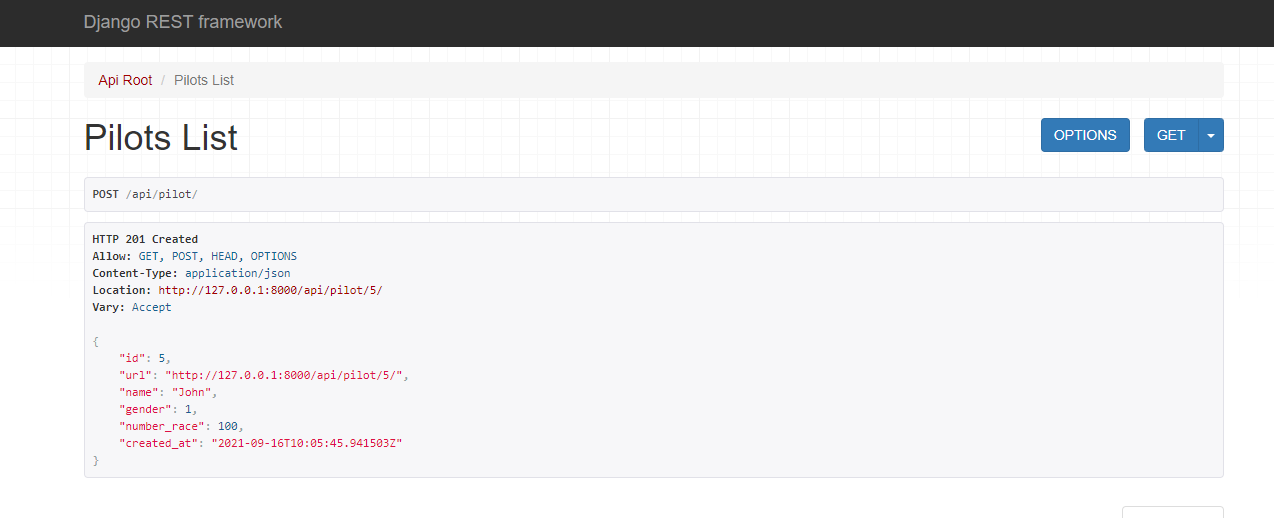 Django REST framework
Api Root / Pilots List
Pilots List
OPTIONS GET
POST /api/pilot/
HTTP 201 Created
Allow: GET, POST, HEAD, OPTIONS
Content-Type: application/json
Location: http://127.0.0.1:8000/api/pilot/5/
Vary: Accept
{
    "id": 5,
    "url": "http://127.0.0.1:8000/api/pilot/5/",
    "name": "John",
    "gender": 1,
    "number_race": 100,
    "created_at": "2021-09-16T10:05:45.941503Z"
}